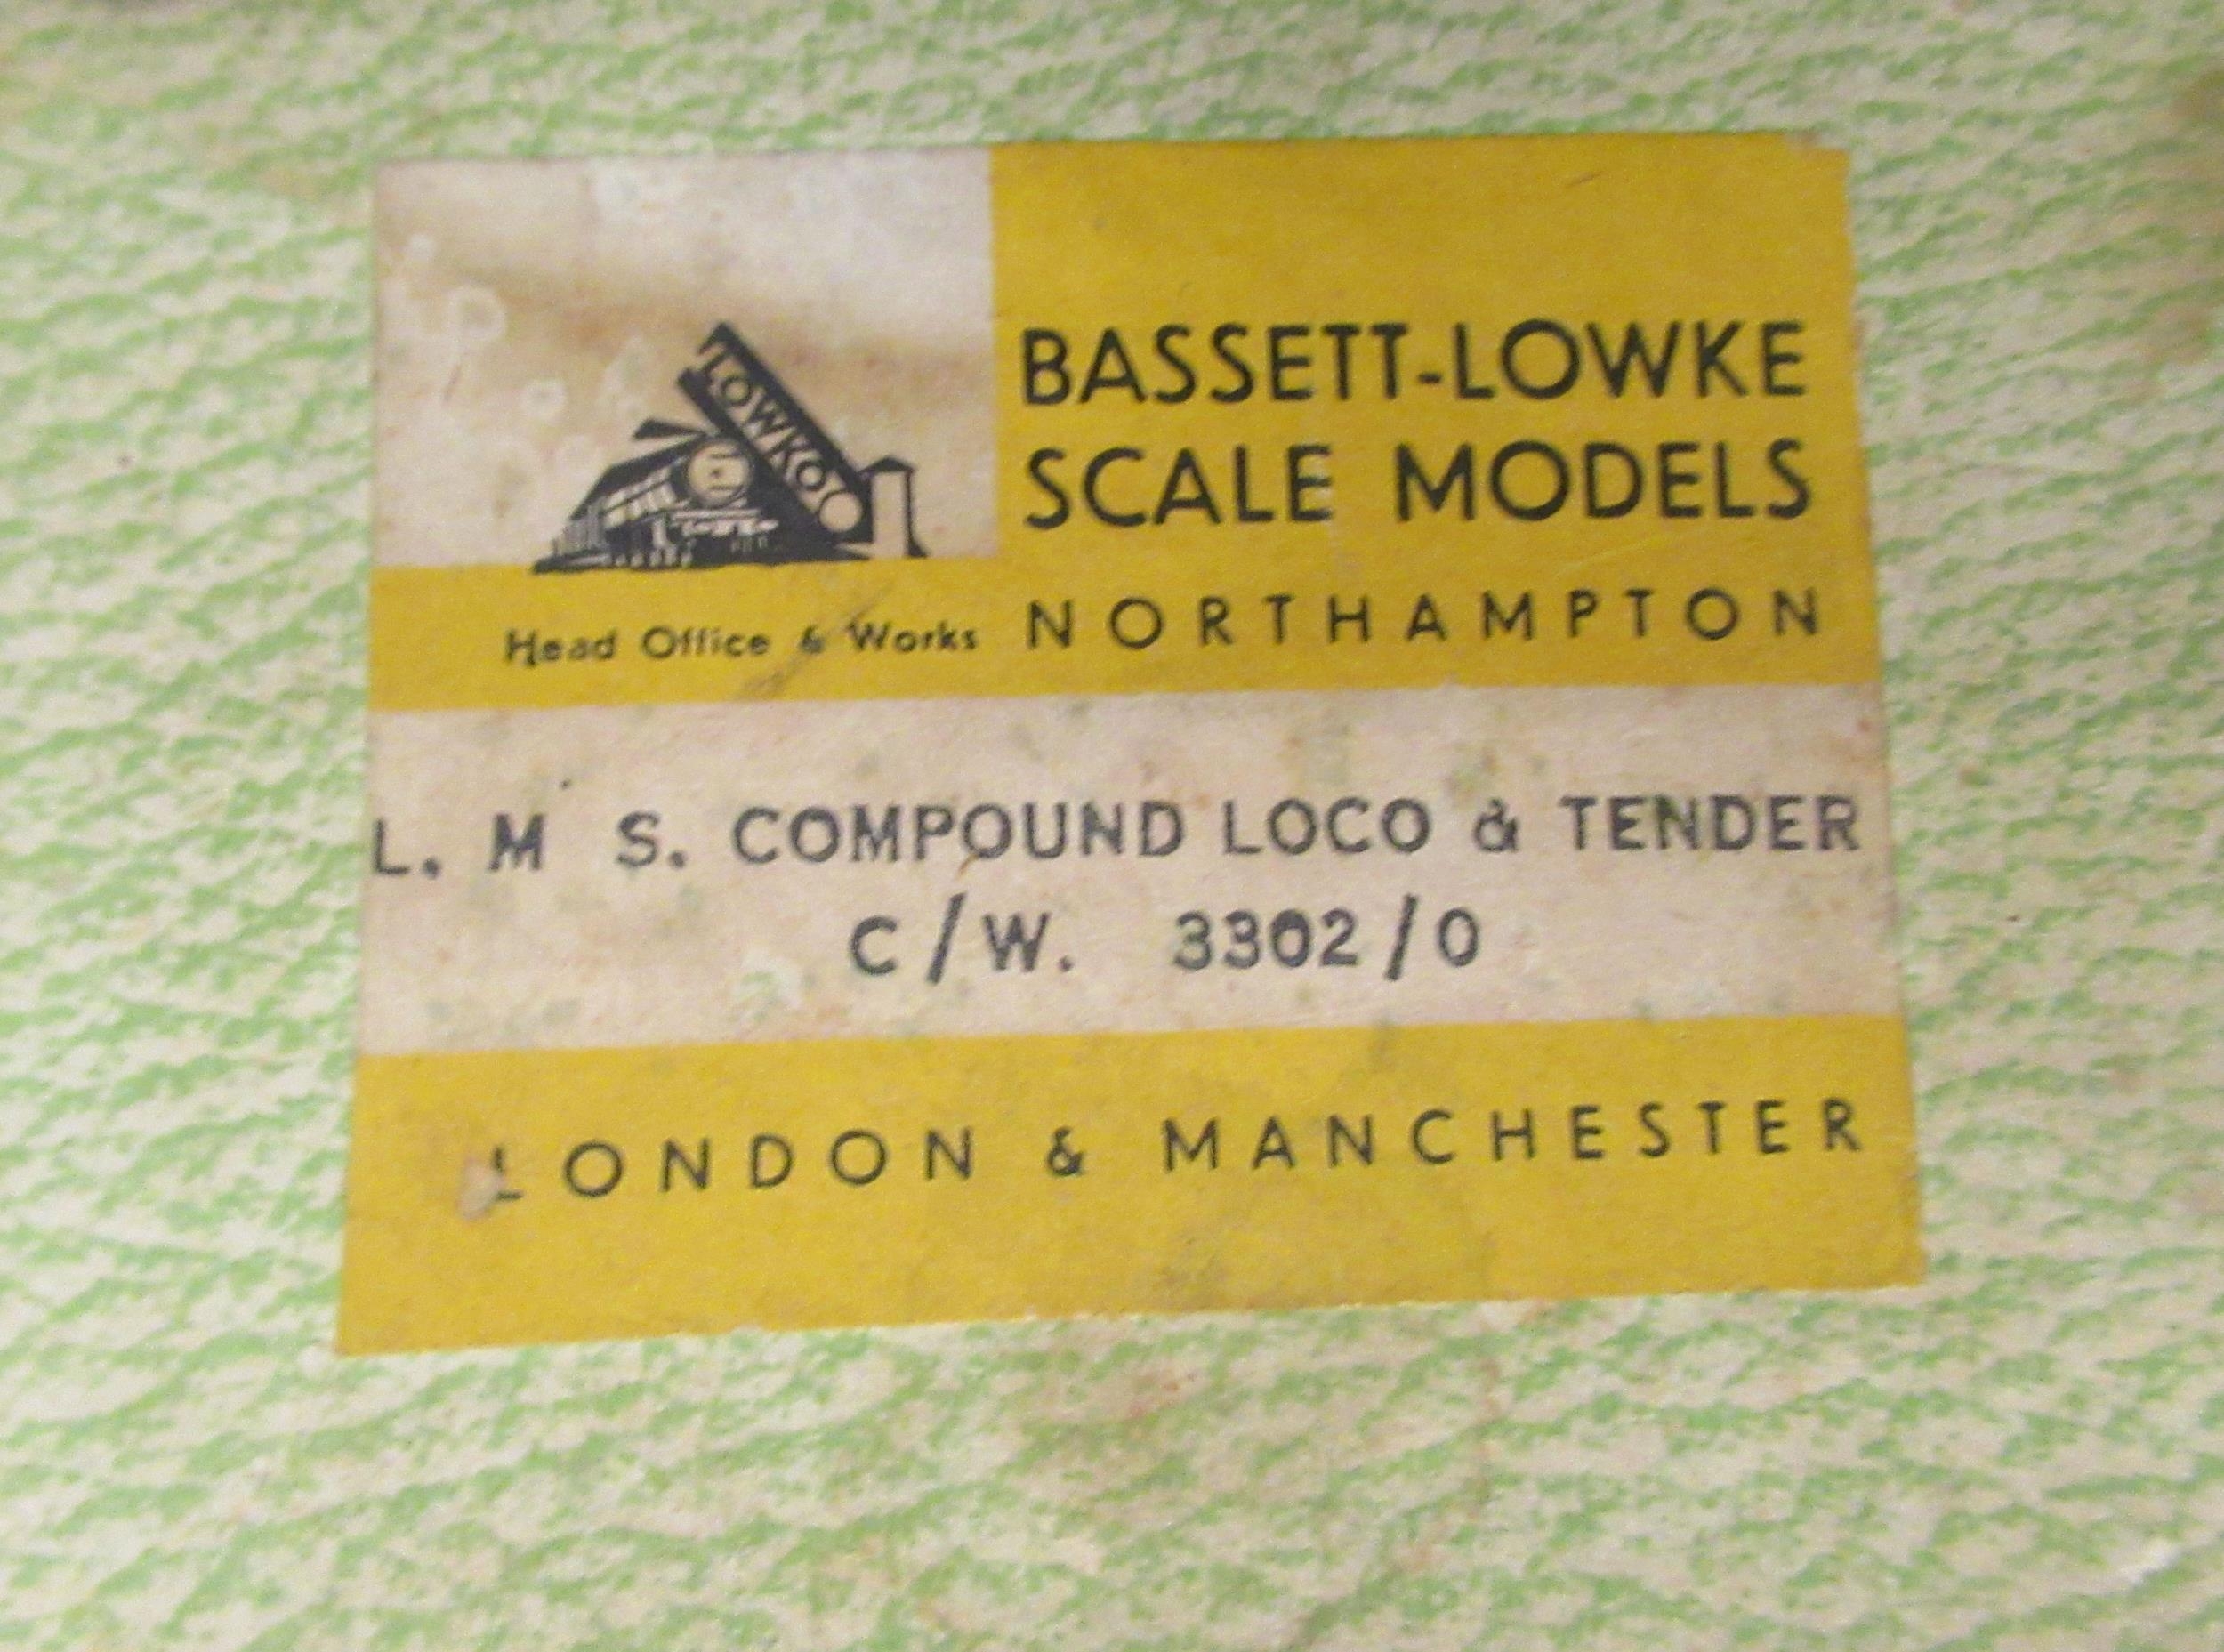 LOWKO
BASSETT-LOWKE
SCALE MODELS
Head Office & Works NORTHAMPTON
L. M S. COMPOUND LOCO & TENDER
C/W. 3302/0
LONDON & MANCHESTER